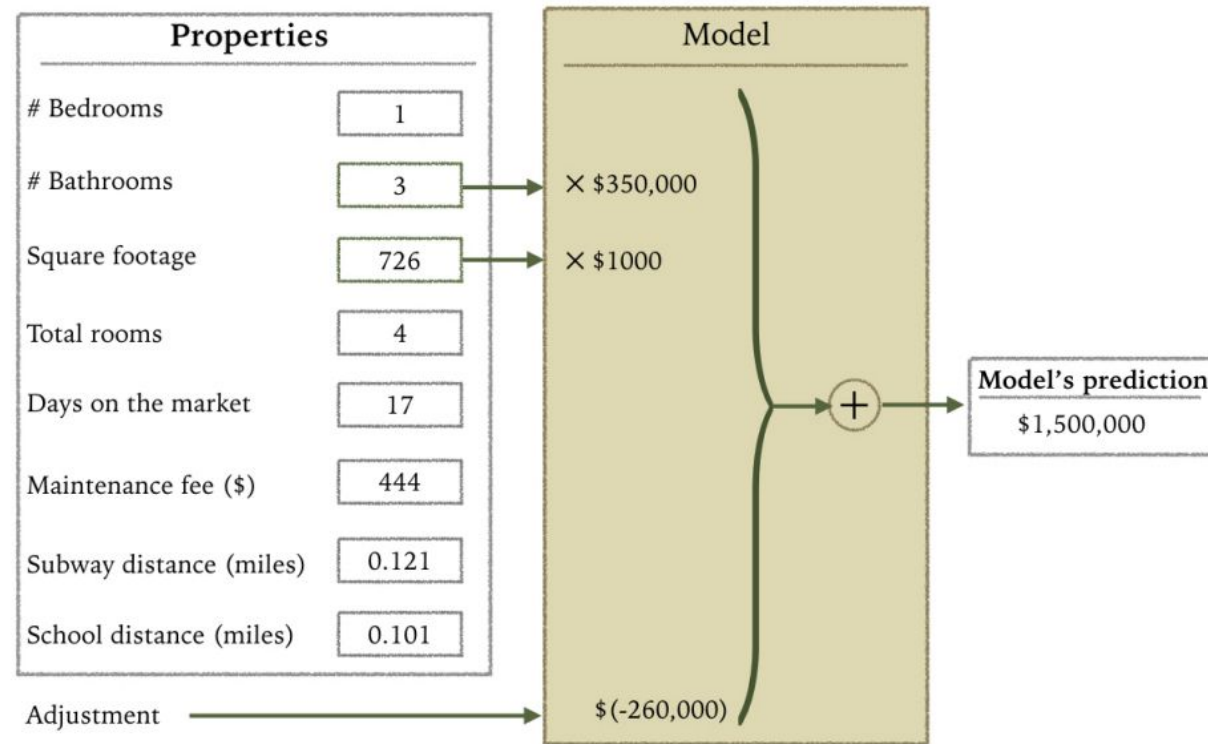 Properties
Model
# Bedrooms 1
# Bathrooms 3 × $350,000
Square footage 726 × $1000
Total rooms 4
Days on the market 17
+
Model's prediction
$1,500,000
Maintenance fee ($) 444
Subway distance (miles) 0.121
School distance (miles) 0.101
Adjustment $(-260,000)